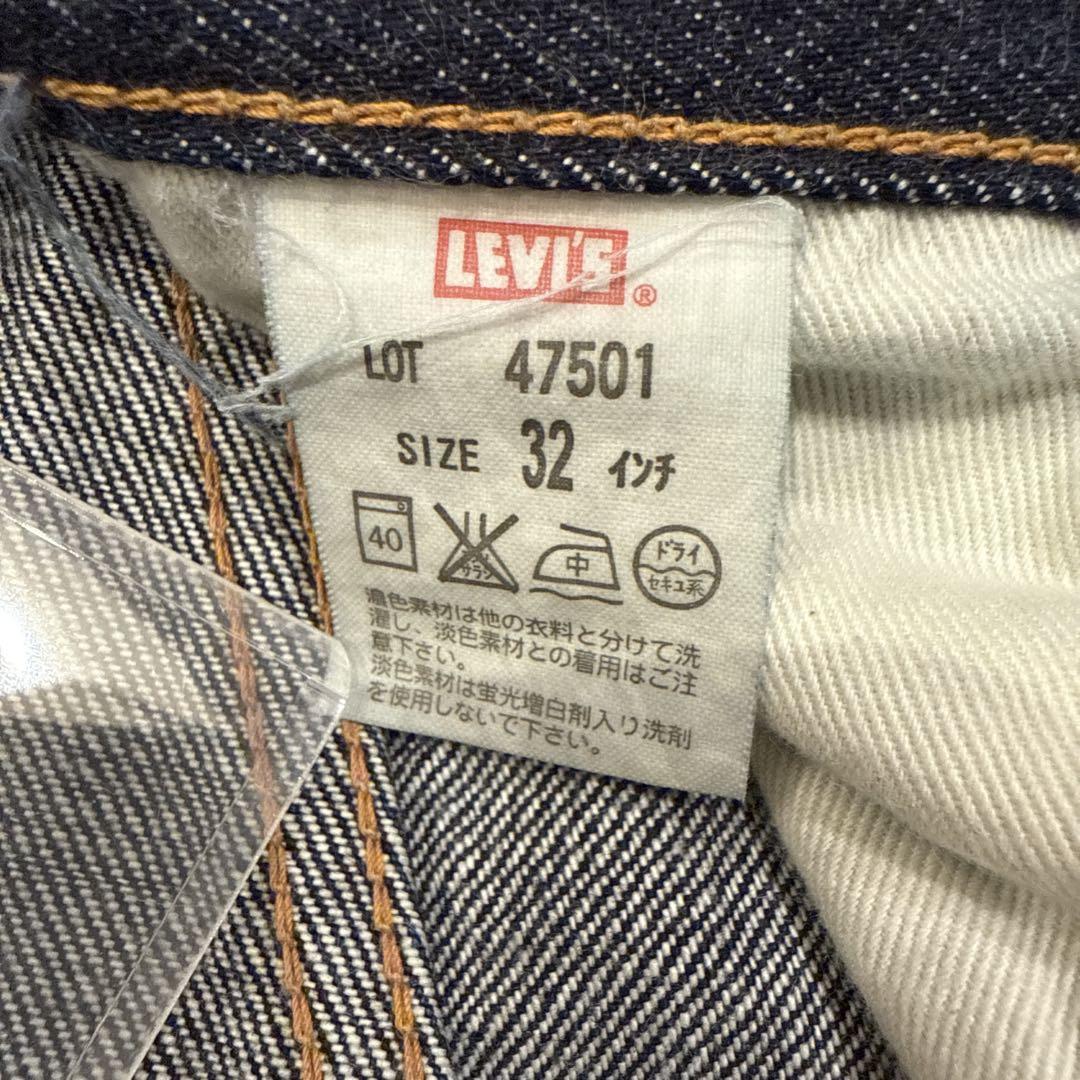 LEVI'S®
LOT 47501
SIZE 32 インチ
40 サラシ 中 ドライ
セキユ系
濃色素材は他の衣料と分けて洗
濯し、淡色素材との着用はご注
意下さい。
淡色素材は蛍光増白剤入り洗剤
を使用しないで下さい。